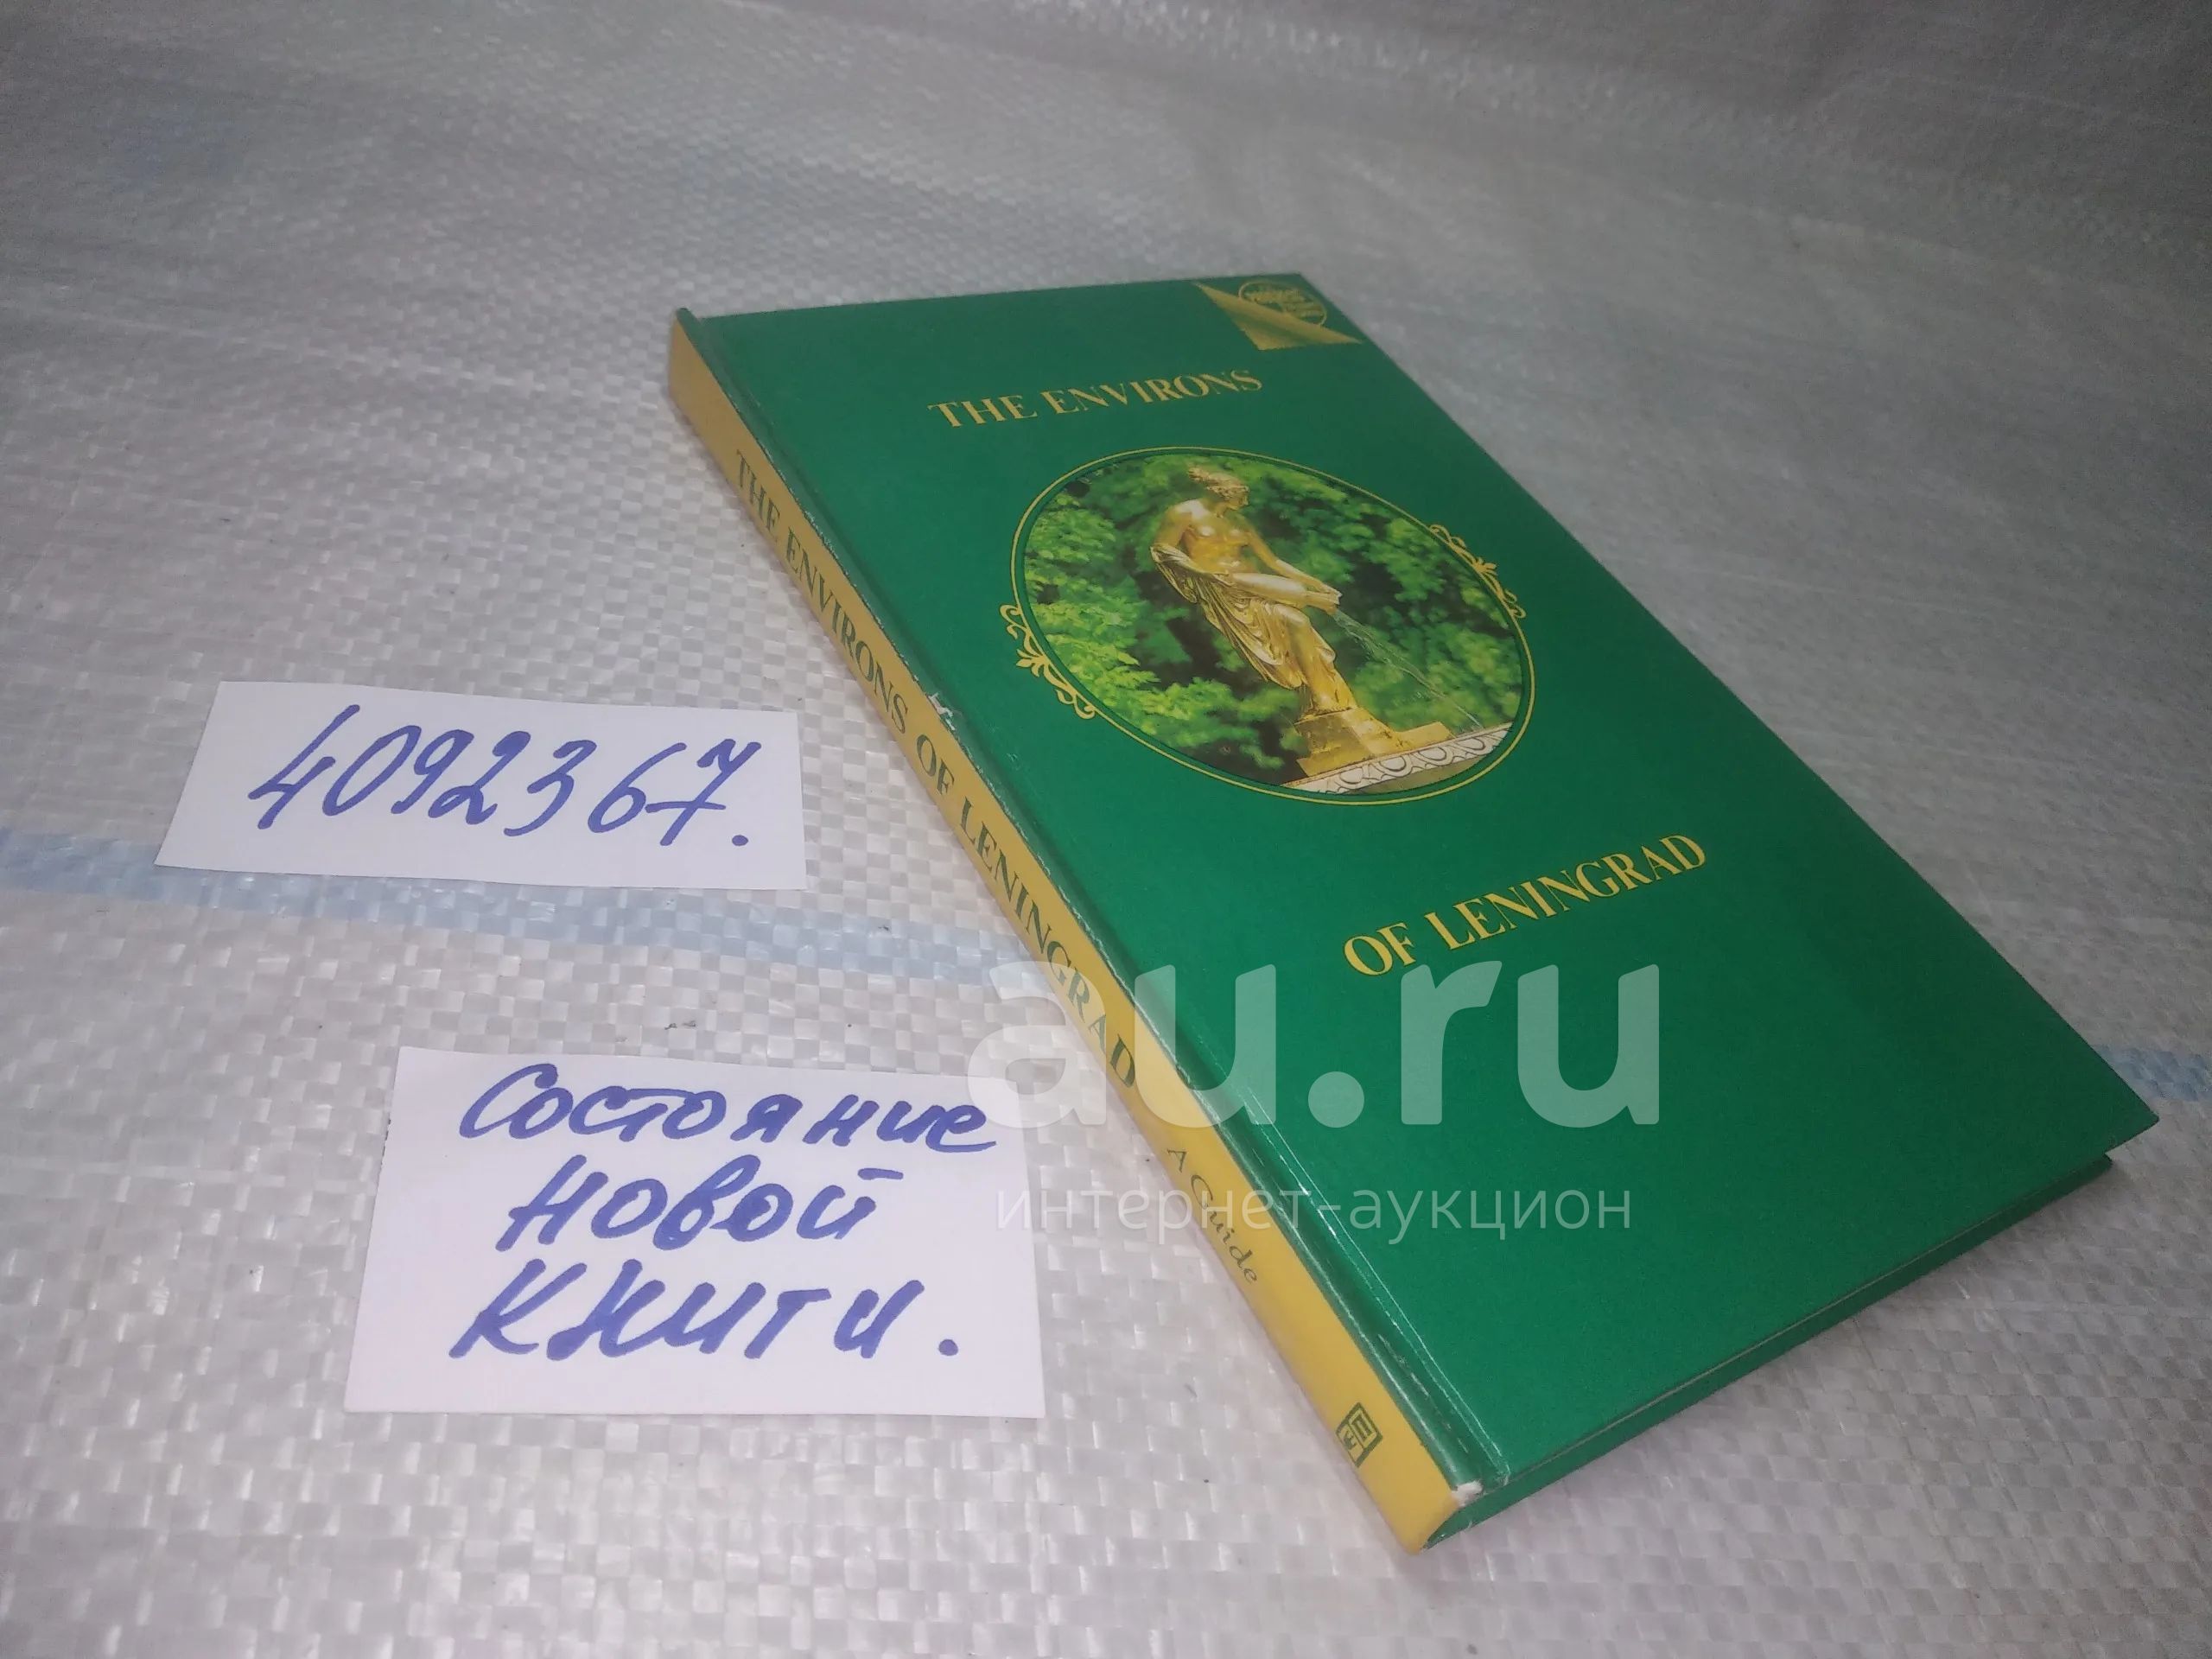 THE ENVIRONS
OF LENINGRAD
THE ENVIRONS OF LENINGRAD A Guide
4092367.
Состояние
новой
книги.
au.ru
интернет-аукцион